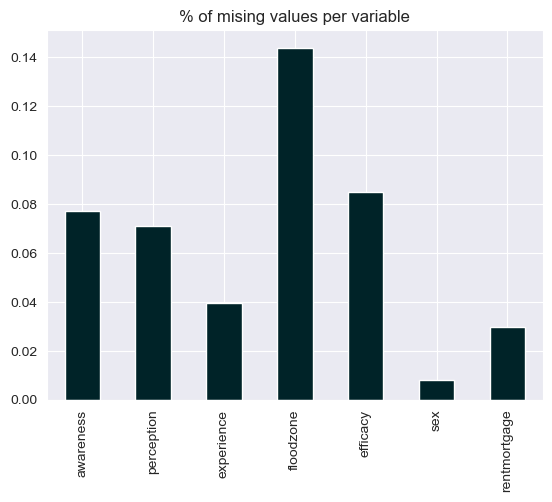 % of mising values per variable
0.14
0.12
0.10
0.08
0.06
0.04
0.02
0.00
awareness
perception
experience
floodzone
efficacy
sex
rentmortgage